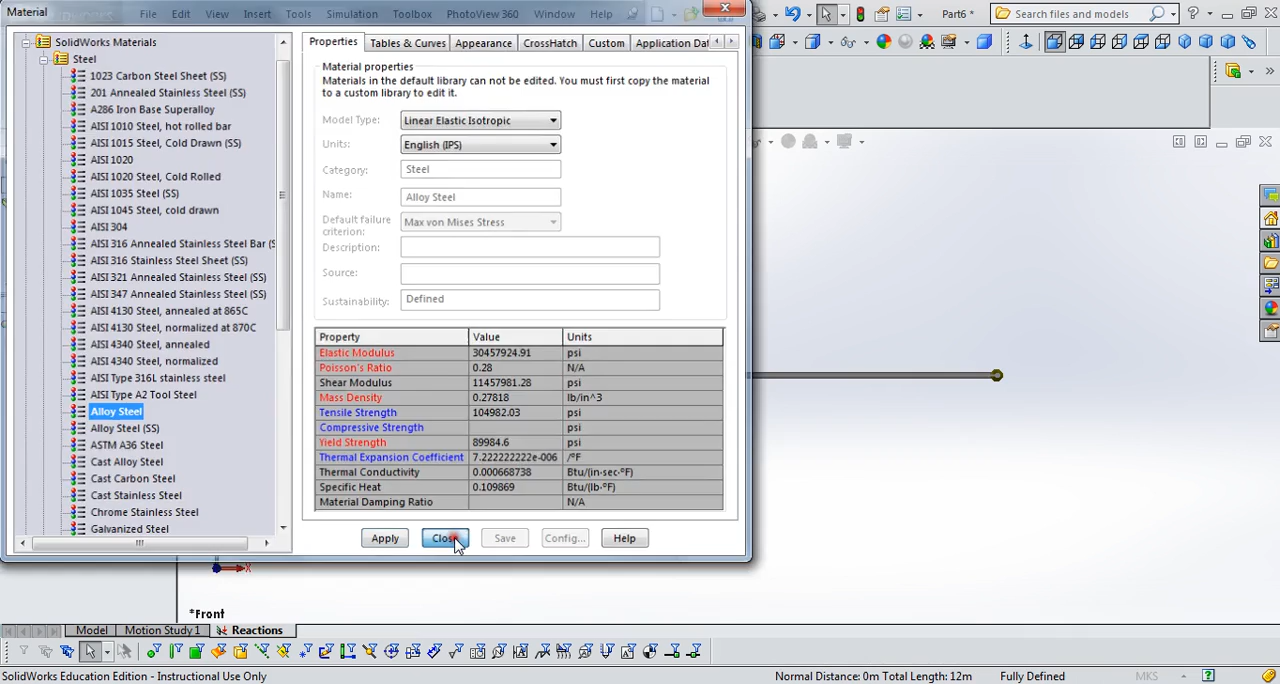 Material
File Edit View Insert Tools Simulation Toolbox PhotoView 360 Window Help
Part6 *
Search files and models
SolidWorks Materials
Steel
1023 Carbon Steel Sheet (SS)
201 Annealed Stainless Steel (SS)
A286 Iron Base Superalloy
AISI 1010 Steel, hot rolled bar
AISI 1015 Steel, Cold Drawn (SS)
AISI 1020
AISI 1020 Steel, Cold Rolled
AISI 1035 Steel (SS)
AISI 1045 Steel, cold drawn
AISI 304
AISI 316 Annealed Stainless Steel Bar (S
AISI 316 Stainless Steel Sheet (SS)
AISI 321 Annealed Stainless Steel (SS)
AISI 347 Annealed Stainless Steel (SS)
AISI 4130 Steel, annealed at 865C
AISI 4130 Steel, normalized at 870C
AISI 4340 Steel, annealed
AISI 4340 Steel, normalized
AISI Type 316L stainless steel
AISI Type A2 Tool Steel
Alloy Steel
Alloy Steel (SS)
ASTM A36 Steel
Cast Alloy Steel
Cast Carbon Steel
Cast Stainless Steel
Chrome Stainless Steel
Galvanized Steel
Properties Tables & Curves Appearance CrossHatch Custom Application Dat
Material properties
Materials in the default library can not be edited. You must first copy the material
to a custom library to edit it.
Model Type: Linear Elastic Isotropic
Units: English (IPS)
Category: Steel
Name: Alloy Steel
Default failure
criterion: Max von Mises Stress
Description:
Source:
Sustainability: Defined
Property Value Units
Elastic Modulus 30457924.91 psi
Poisson's Ratio 0.28 N/A
Shear Modulus 11457981.28 psi
Mass Density 0.27818 lb/in^3
Tensile Strength 104982.03 psi
Compressive Strength psi
Yield Strength 89984.6 psi
Thermal Expansion Coefficient 7.222222222e-006 /°F
Thermal Conductivity 0.000668738 Btu/(in·sec·°F)
Specific Heat 0.109869 Btu/(lb·°F)
Material Damping Ratio N/A
Apply Close Save Config... Help
X
*Front
Model Motion Study 1 Reactions
SolidWorks Education Edition - Instructional Use Only
Normal Distance: 0m Total Length: 12m Fully Defined MKS